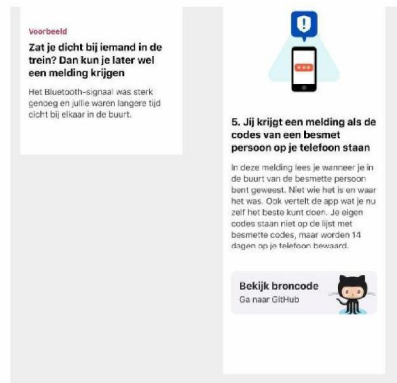 Voorbeeld
Zat je dicht bij iemand in de
trein? Dan kun je later wel
een melding krijgen
Het Bluetooth-signaal was sterk
genoeg en jullie waren langere tijd
dicht bij elkaar in de buurt.
5. Jij krijgt een melding als de
codes van een besmet
persoon op je telefoon staan
In deze melding lees je wanneer je in
de buurt van de besmette persoon
bent geweest. Niet wie het is en waar
het was. Ook vertelt de app wat je nu
zelf het beste kunt doen. Je eigen
codes staan niet op de lijst met
besmette codes, maar worden 14
dagen op je telefoon bewaard.
Bekijk broncode
Ga naar GitHub